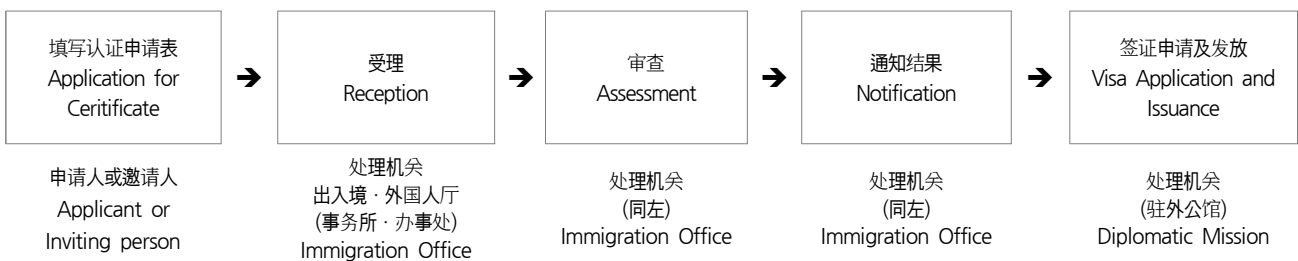 填写认证申请表
Application for
Ceritificate
➔
受理
Reception
➔
审查
Assessment
➔
通知结果
Notification
➔
签证申请及发放
Visa Application and
Issuance
申请人或邀请人
Applicant or
Inviting person
处理机关
出入境 · 外国人厅
(事务所 · 办事处)
Immigration Office
处理机关
(同左)
Immigration Office
处理机关
(同左)
Immigration Office
处理机关
(驻外公馆)
Diplomatic Mission